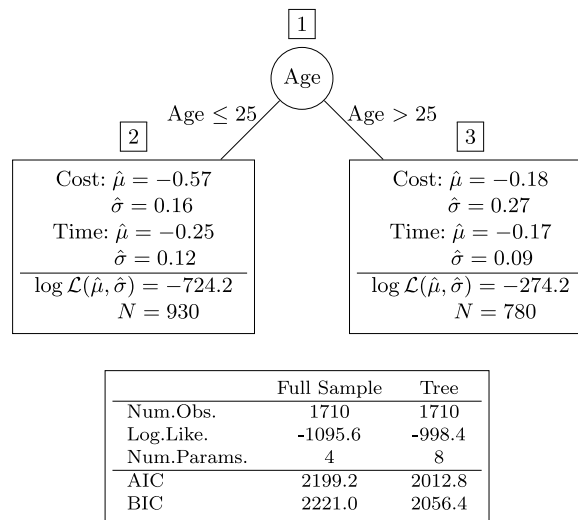 1
Age
Age ≤ 25
Age > 25
2
3
Cost: μ̂ = −0.57
σ̂ = 0.16
Time: μ̂ = −0.25
σ̂ = 0.12
log ℒ(μ̂, σ̂) = −724.2
N = 930
Cost: μ̂ = −0.18
σ̂ = 0.27
Time: μ̂ = −0.17
σ̂ = 0.09
log ℒ(μ̂, σ̂) = −274.2
N = 780
Full Sample Tree
Num.Obs. 1710 1710
Log.Like. -1095.6 -998.4
Num.Params. 4 8
AIC 2199.2 2012.8
BIC 2221.0 2056.4